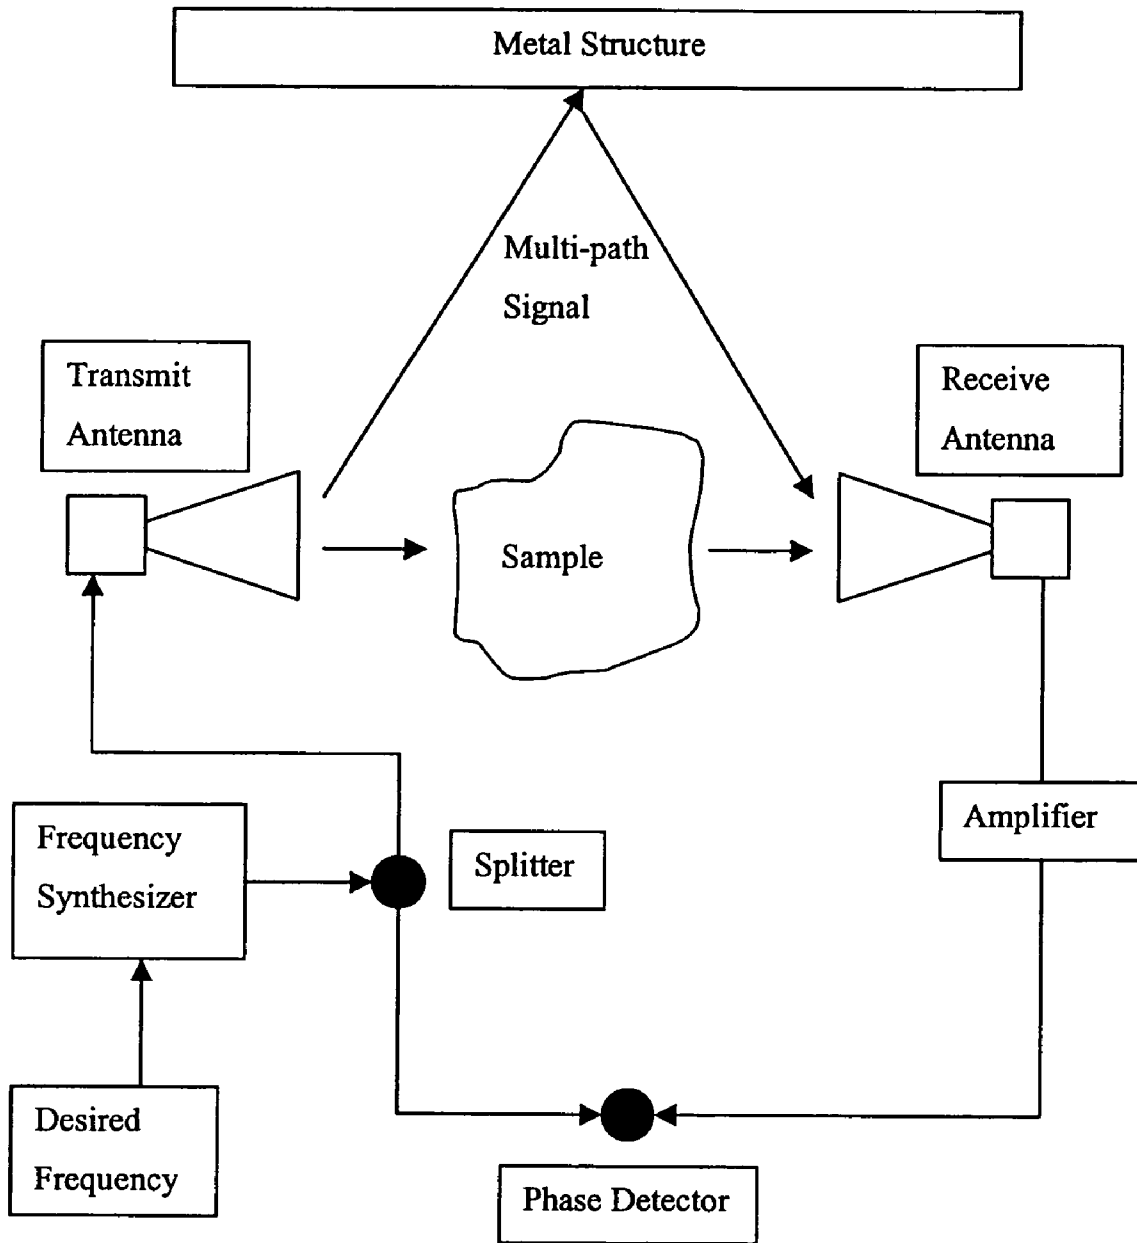 Metal Structure
Multi-path
Signal
Transmit
Antenna
Receive
Antenna
Sample
Frequency
Synthesizer
Splitter
Amplifier
Desired
Frequency
Phase Detector